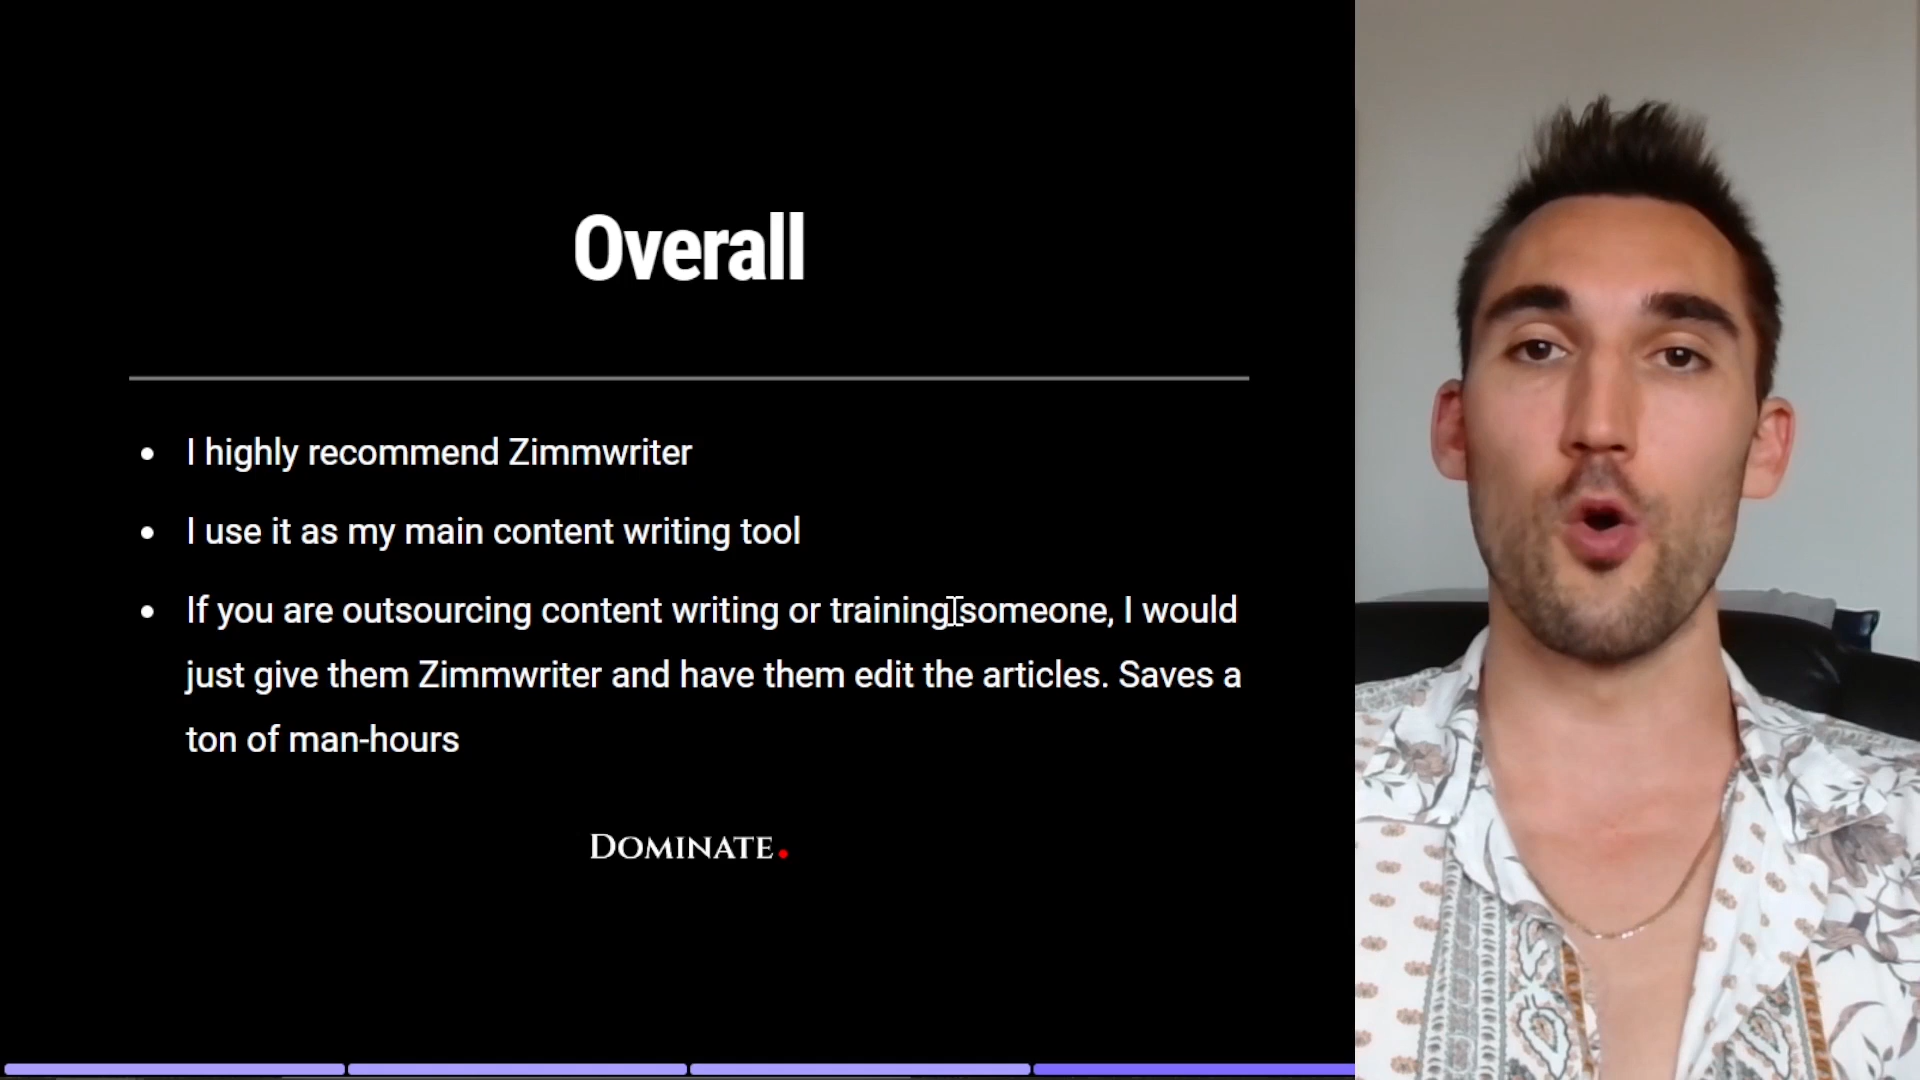 Overall
I highly recommend Zimmwriter
I use it as my main content writing tool
If you are outsourcing content writing or training someone, I would
just give them Zimmwriter and have them edit the articles. Saves a
ton of man-hours
DOMINATE.